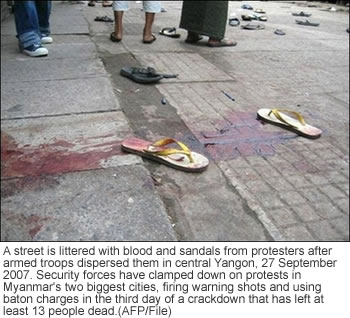 A street is littered with blood and sandals from protesters after
armed troops dispersed them in central Yangon, 27 September
2007. Security forces have clamped down on protests in
Myanmar's two biggest cities, firing warning shots and using
baton charges in the third day of a crackdown that has left at
least 13 people dead.(AFP/File)